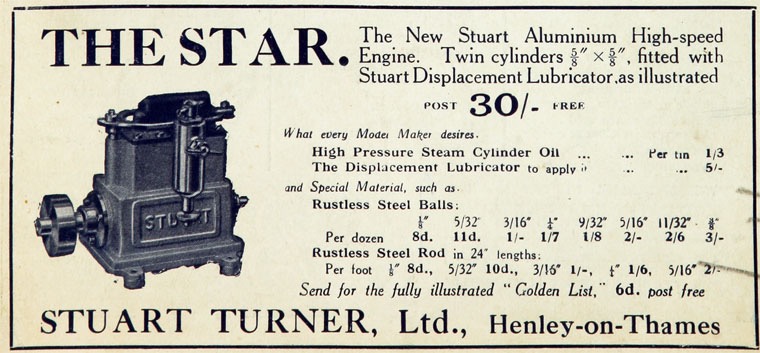 THE STAR.
The New Stuart Aluminium High-speed
Engine. Twin cylinders ⅝" × ⅝", fitted with
Stuart Displacement Lubricator, as illustrated
POST 30/- FREE
What every Model Maker desires.
High Pressure Steam Cylinder Oil ... ... Per tin 1/3
The Displacement Lubricator to apply it ... ... 5/-
and Special Material, such as.
Rustless Steel Balls:
⅛" 5/32" 3/16" ¼" 9/32" 5/16" 11/32" ⅜"
Per dozen 8d. 11d. 1/- 1/7 1/8 2/- 2/6 3/-
Rustless Steel Rod in 24" lengths:
Per foot ⅛" 8d., 5/32" 10d., 3/16" 1/-, ¼" 1/6, 5/16" 2/-
Send for the fully illustrated "Golden List," 6d. post free
STUART TURNER, Ltd., Henley-on-Thames
STUART